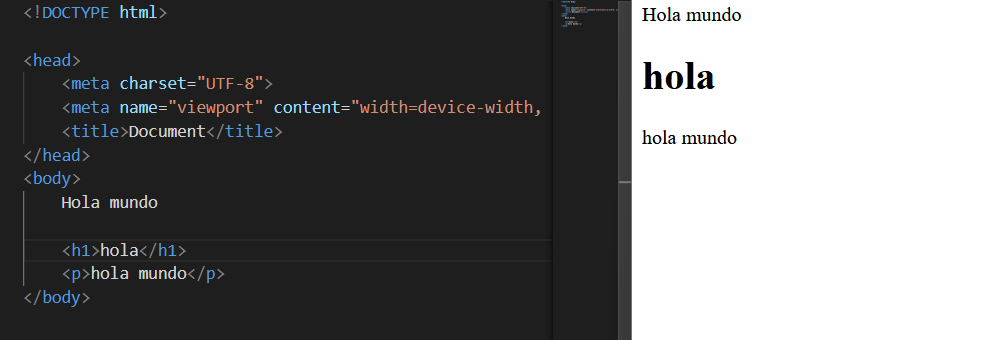 <!DOCTYPE html>
<head>
<meta charset="UTF-8">
<meta name="viewport" content="width=device-width,
<title>Document</title>
</head>
<body>
Hola mundo
<h1>hola</h1>
<p>hola mundo</p>
</body>
Hola mundo
hola
hola mundo